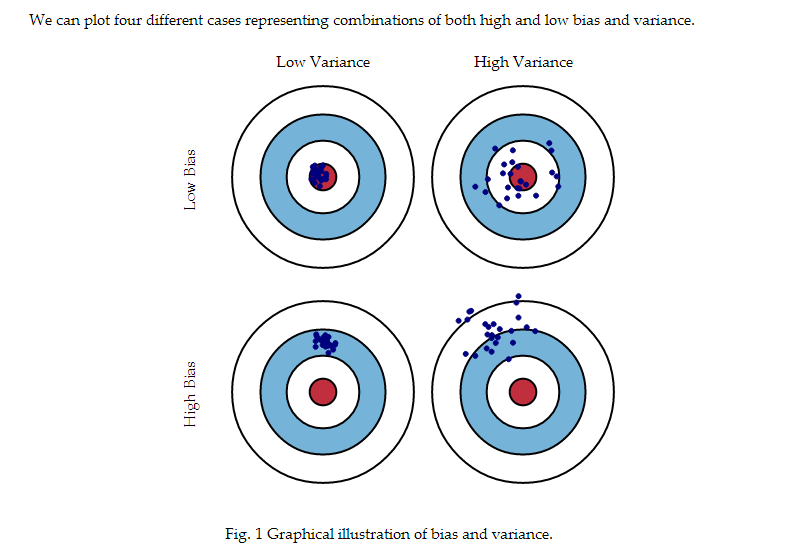 We can plot four different cases representing combinations of both high and low bias and variance.
Low Variance
High Variance
Low Bias
High Bias
Fig. 1 Graphical illustration of bias and variance.